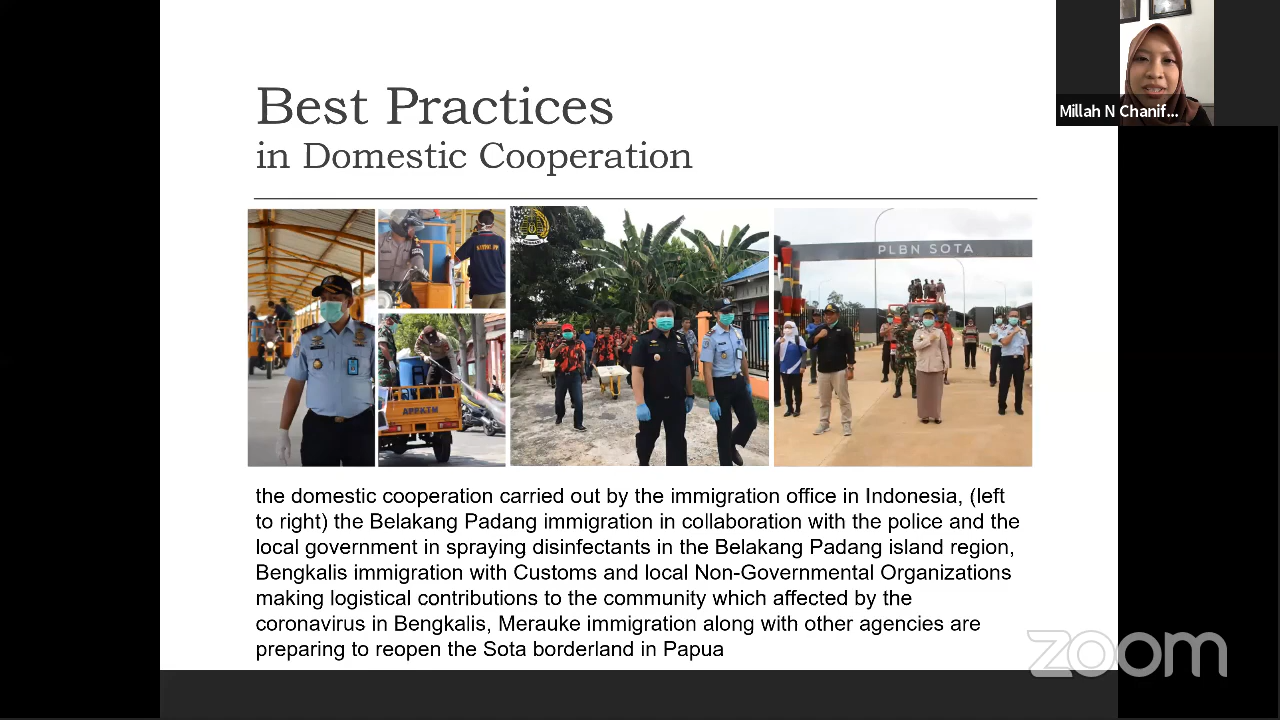 Best Practices
in Domestic Cooperation
Millah N Chanif...
PLBN SOTA
APPKTM
the domestic cooperation carried out by the immigration office in Indonesia, (left
to right) the Belakang Padang immigration in collaboration with the police and the
local government in spraying disinfectants in the Belakang Padang island region,
Bengkalis immigration with Customs and local Non-Governmental Organizations
making logistical contributions to the community which affected by the
coronavirus in Bengkalis, Merauke immigration along with other agencies are
preparing to reopen the Sota borderland in Papua
zoom